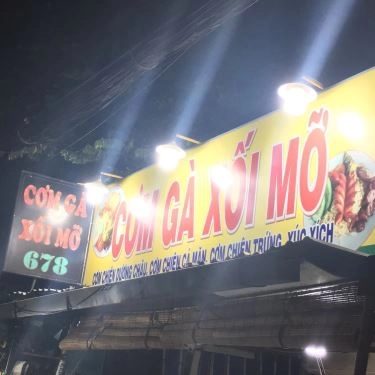 CƠM GÀ
XỐI MỠ
678
CƠM GÀ XỐI MỠ
CƠM CHIÊN DƯƠNG CHÂU, CƠM CHIÊN CÁ MẶN, CƠM CHIÊN TRỨNG, XÚC XÍCH